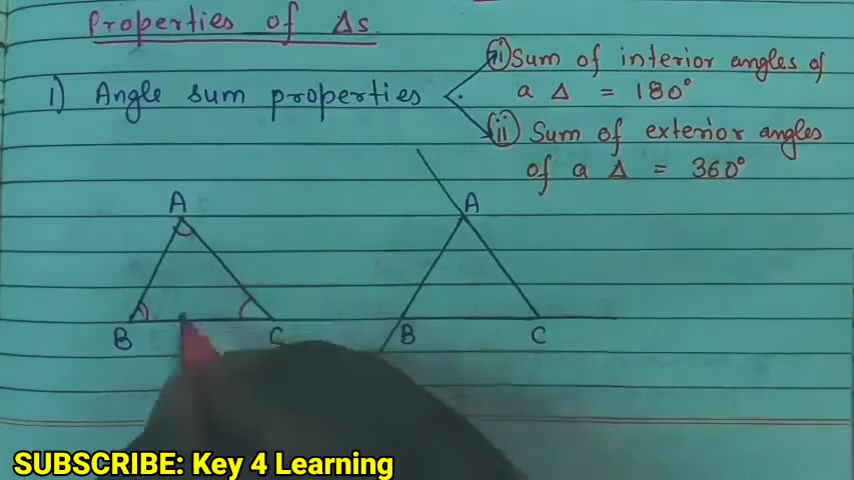 Properties of Δs.
1) Angle sum properties
(i) Sum of interior angles of
a Δ = 180°
(ii) Sum of exterior angles
of a Δ = 360°
A
A
B
C
B
C
SUBSCRIBE: Key 4 Learning